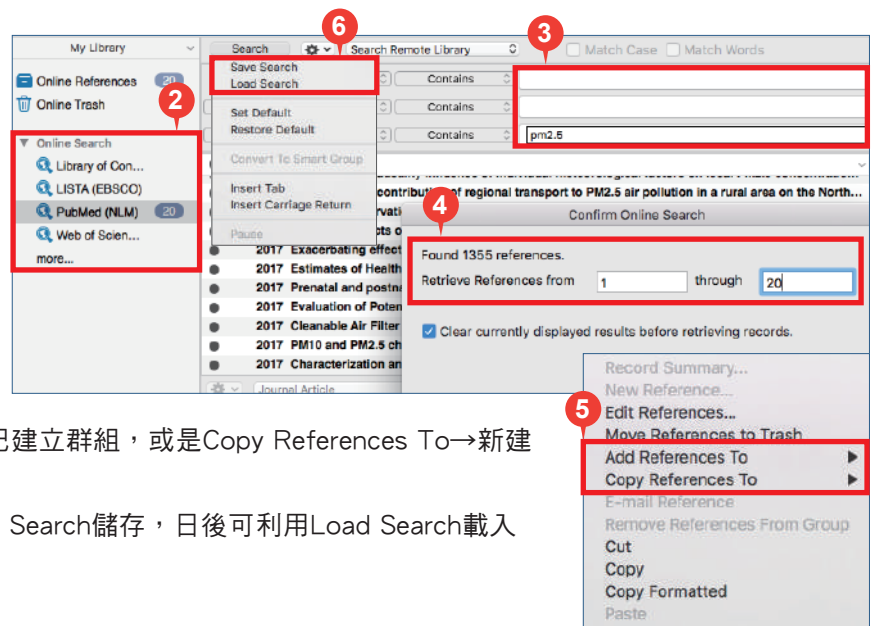 6
My Library
Search
Search Remote Library
3
Match Case
Match Words
Online References 20
Online Trash
2
Save Search
Load Search
Contains
Set Default
Contains
Restore Default
Contains
pm2.5
Online Search
Library of Con...
LISTA (EBSCO)
PubMed (NLM) 20
Web of Scien...
more...
Convert To Smart Group
Insert Tab
Insert Carriage Return
Pause
of regional transport to PM2.5 air pollution in a rural area on the North...
2017 Exacerbating effect
2017 Estimates of Health
2017 Prenatal and postn
2017 Evaluation of Poten
2017 Cleanable Air Filter
2017 PM10 and PM2.5 ch
2017 Characterization an
Journal Article
4
Confirm Online Search
Found 1355 references.
Retrieve References from 1 through 20
Clear currently displayed results before retrieving records.
5
Record Summary...
New Reference...
Edit References...
Move References to Trash
Add References To
Copy References To
E-mail Reference
Remove References From Group
Cut
Copy
Copy Formatted
Paste
建立群組，或是Copy References To→新建
Search儲存，日後可利用Load Search載入